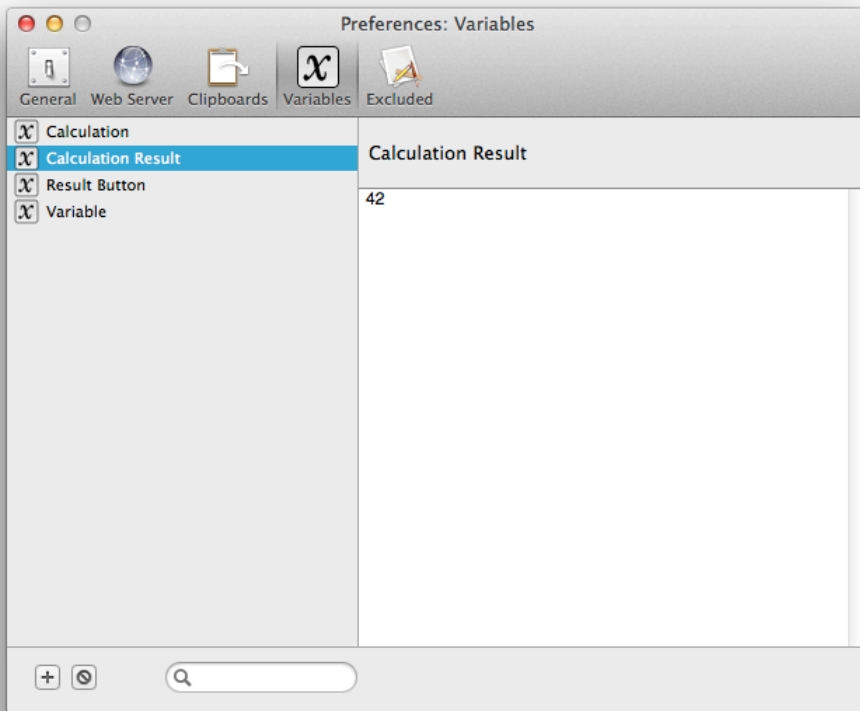 Preferences: Variables
General Web Server Clipboards Variables Excluded
Calculation
Calculation Result
Result Button
Variable
Calculation Result
42